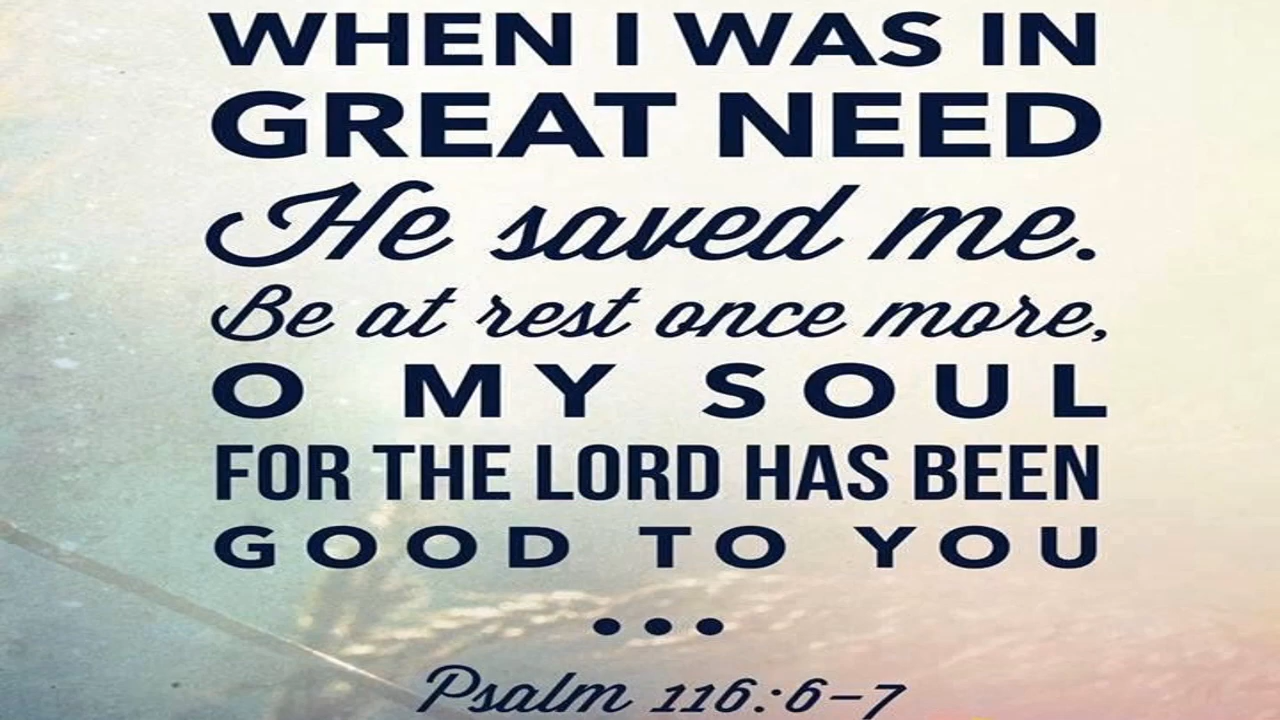 WHEN I WAS IN
GREAT NEED
He saved me.
Be at rest once more,
O MY SOUL
FOR THE LORD HAS BEEN
GOOD TO YOU
...
Psalm 116:6-7